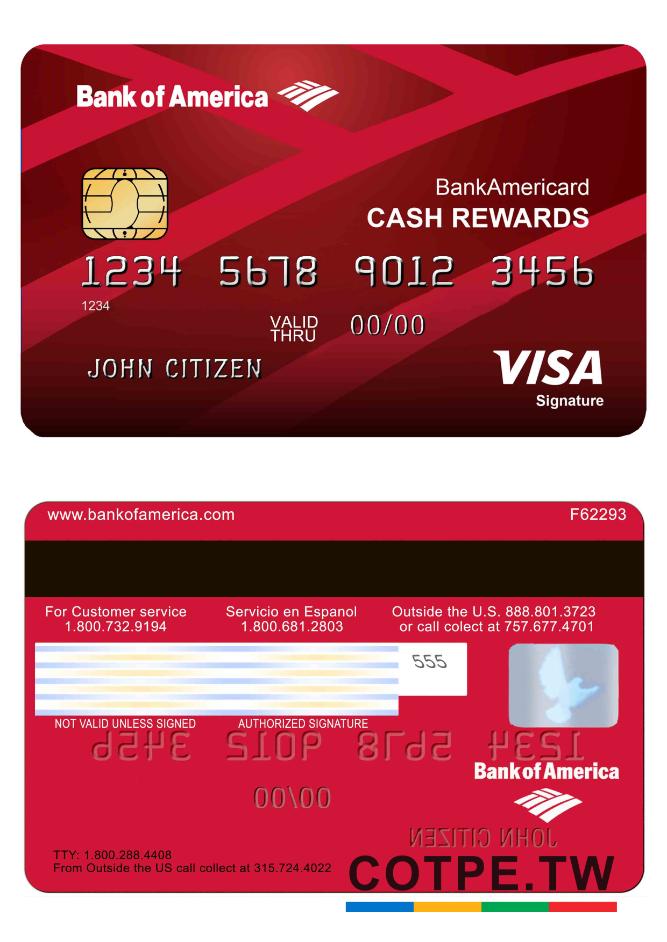 Bank of America
BankAmericard
CASH REWARDS
1234 5678 9012 3456
1234
VALID THRU 00/00
JOHN CITIZEN
VISA
Signature
www.bankofamerica.com F62293
For Customer service Servicio en Espanol Outside the U.S. 888.801.3723
1.800.732.9194 1.800.681.2803 or call colect at 757.677.4701
555
NOT VALID UNLESS SIGNED AUTHORIZED SIGNATURE
1234 5678 9012 3456
Bank of America
00/00
JOHN CITIZEN
TTY: 1.800.288.4408
From Outside the US call collect at 315.724.4022
COTPE.TW